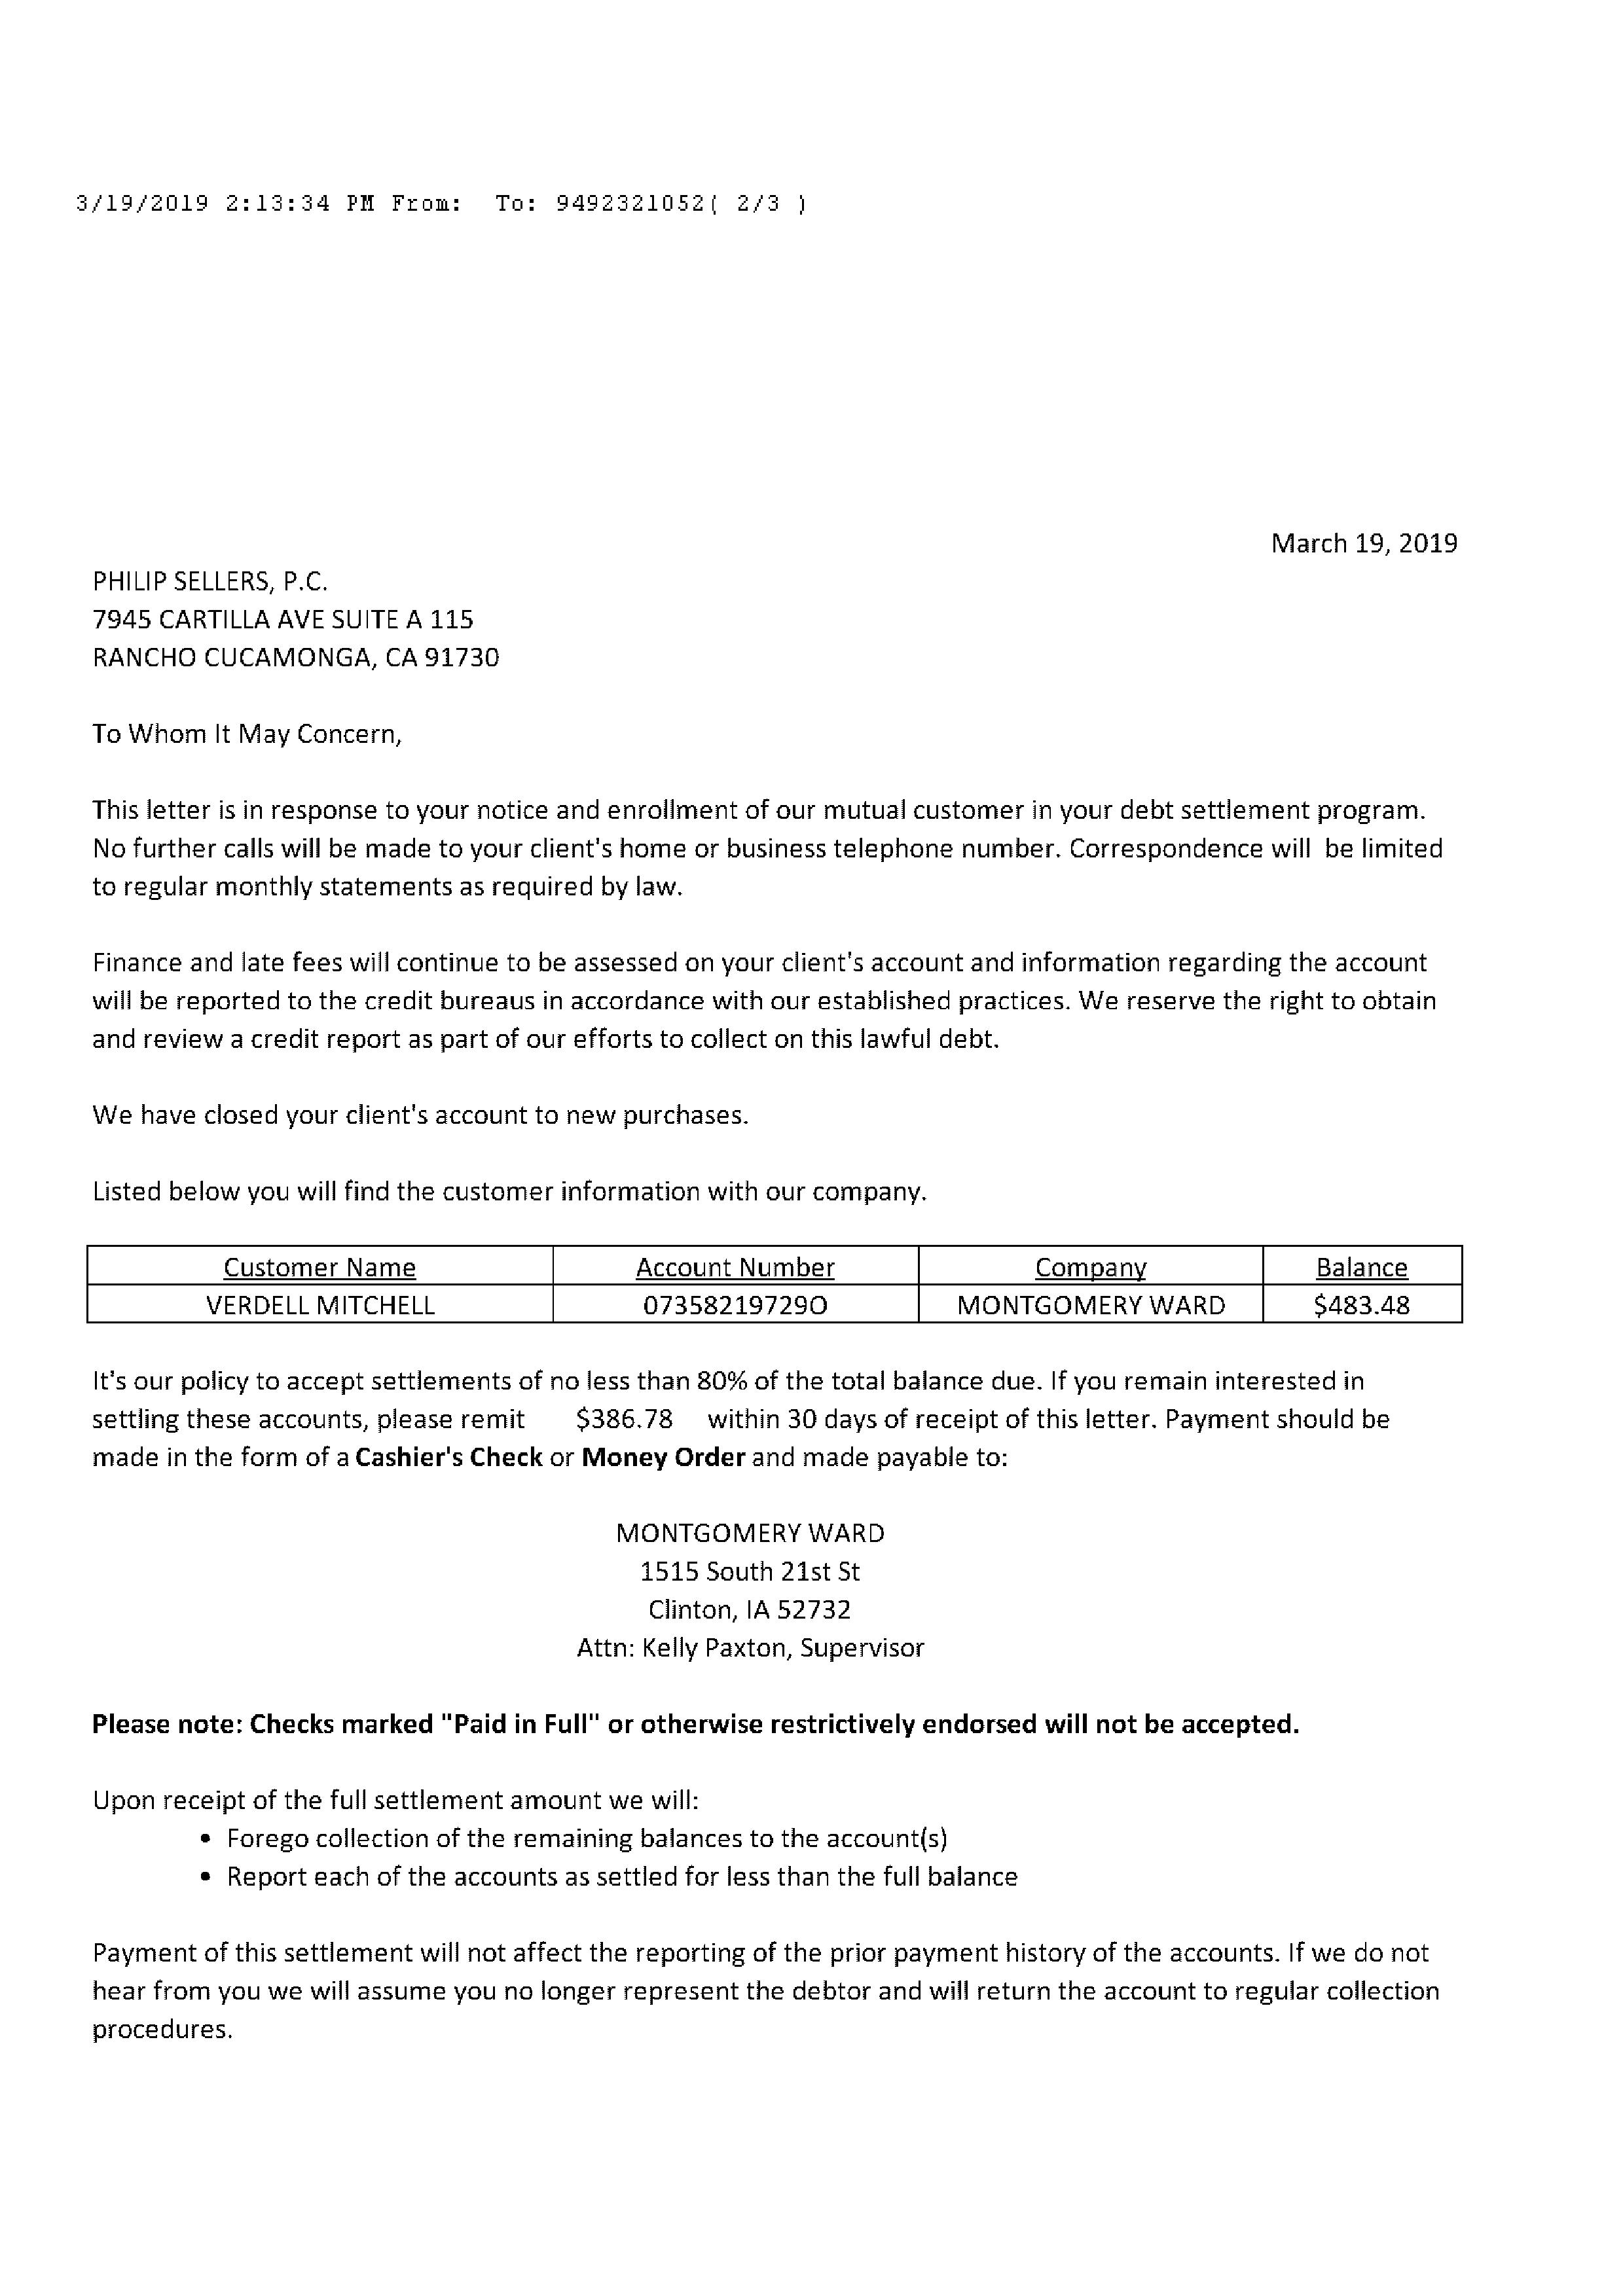 3/19/2019 2:13:34 PM From:  To: 9492321052( 2/3 )
March 19, 2019
PHILIP SELLERS, P.C.
7945 CARTILLA AVE SUITE A 115
RANCHO CUCAMONGA, CA 91730
To Whom It May Concern,
This letter is in response to your notice and enrollment of our mutual customer in your debt settlement program.
No further calls will be made to your client's home or business telephone number. Correspondence will  be limited
to regular monthly statements as required by law.
Finance and late fees will continue to be assessed on your client's account and information regarding the account
will be reported to the credit bureaus in accordance with our established practices. We reserve the right to obtain
and review a credit report as part of our efforts to collect on this lawful debt.
We have closed your client's account to new purchases.
Listed below you will find the customer information with our company.
Customer Name Account Number Company Balance
VERDELL MITCHELL 07358219729O MONTGOMERY WARD $483.48
It's our policy to accept settlements of no less than 80% of the total balance due. If you remain interested in
settling these accounts, please remit $386.78 within 30 days of receipt of this letter. Payment should be
made in the form of a Cashier's Check or Money Order and made payable to:
MONTGOMERY WARD
1515 South 21st St
Clinton, IA 52732
Attn: Kelly Paxton, Supervisor
Please note: Checks marked "Paid in Full" or otherwise restrictively endorsed will not be accepted.
Upon receipt of the full settlement amount we will:
• Forego collection of the remaining balances to the account(s)
• Report each of the accounts as settled for less than the full balance
Payment of this settlement will not affect the reporting of the prior payment history of the accounts. If we do not
hear from you we will assume you no longer represent the debtor and will return the account to regular collection
procedures.